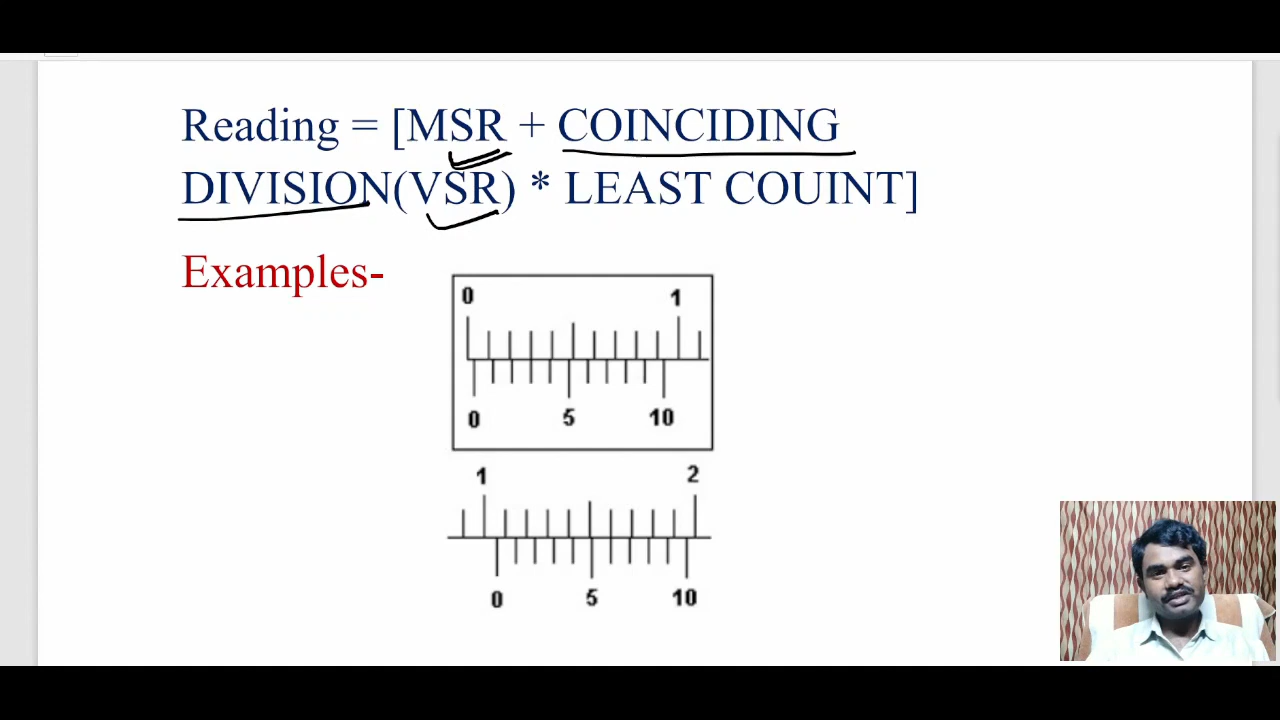 Reading = [MSR + COINCIDING
DIVISION(VSR) * LEAST COUINT]
Examples-
0 1
0 5 10
1 2
0 5 10